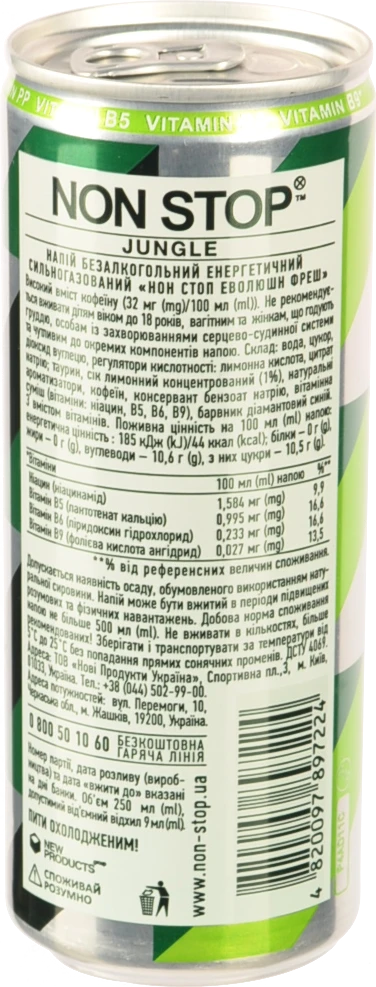 PP VITAMIN B5 VITAMIN VITAMIN B9
NON STOP™
JUNGLE
НАПІЙ БЕЗАЛКОГОЛЬНИЙ ЕНЕРГЕТИЧНИЙ
СИЛЬНОГАЗОВАНИЙ «НОН СТОП ЕВОЛЮШН ФРЕШ»
Високий вміст кофеїну (32 мг (mg)/100 мл (ml)). Не рекомендує-
ться вживати дітям віком до 18 років, вагітним та жінкам, що годують
груддю, особам із захворюваннями серцево-судинної системи
та чутливим до окремих компонентів напою. Склад: вода, цукор,
діоксид вуглецю, регулятори кислотності: лимонна кислота, цитрат
натрію; таурин, сік лимонний концентрований (1%), натуральні
ароматизатори, кофеїн, консервант бензоат натрію, вітамінна
суміш (вітаміни: ніацин, В5, В6, В9), барвник діамантовий синій.
З вмістом вітамінів. Поживна цінність на 100 мл (ml) напою:
енергетична цінність : 185 кДж (kJ)/44 ккал (kcal); білки – 0 г (g),
жири – 0 г (g), вуглеводи – 10,6 г (g), з них цукри – 10,5 г (g).
*Вітаміни 100 мл (ml) напою %**
Ніацин (ніацинамід) 1,584 мг (mg) 9,9
Вітамін В5 (пантотенат кальцію) 0,995 мг (mg) 16,6
Вітамін В6 (піридоксин гідрохлорид) 0,233 мг (mg) 16,6
Вітамін В9 (фолієва кислота ангідрид) 0,027 мг (mg) 13,5
**% від референсних величин споживання.
Допускається наявність осаду, обумовленого використанням нату-
ральної сировини. Напій може бути вжитий в періоди підвищених
розумових та фізичних навантажень. Добова норма споживання
напою не більше 500 мл (ml). Не вживати в кількостях, більше
рекомендованих! Зберігати і транспортувати за температури від
5°С до 25°С без попадання прямих сонячних променів. ДСТУ 4069.
Адреса: ТОВ «Нові Продукти Україна», Спортивна пл.,3, м. Київ,
01033, Україна. Тел.: +38 (044) 502-99-00.
Адреса потужностей: вул. Перемоги, 10,
Черкаська обл., м. Жашків, 19200, Україна.
0 800 50 10 60 БЕЗКОШТОВНА
ГАРЯЧА ЛІНІЯ
Номер партії, дата розливу (вироб-
ництва) та дата «вжити до» вказані
на дні банки. Об'єм 250 мл (ml),
допустимий від'ємний відхил 9мл(ml).
ПИТИ ОХОЛОДЖЕНИМ!
NEW
PRODUCTS
СПОЖИВАЙ
РОЗУМНО
www.non-stop.ua
4 820097 897224